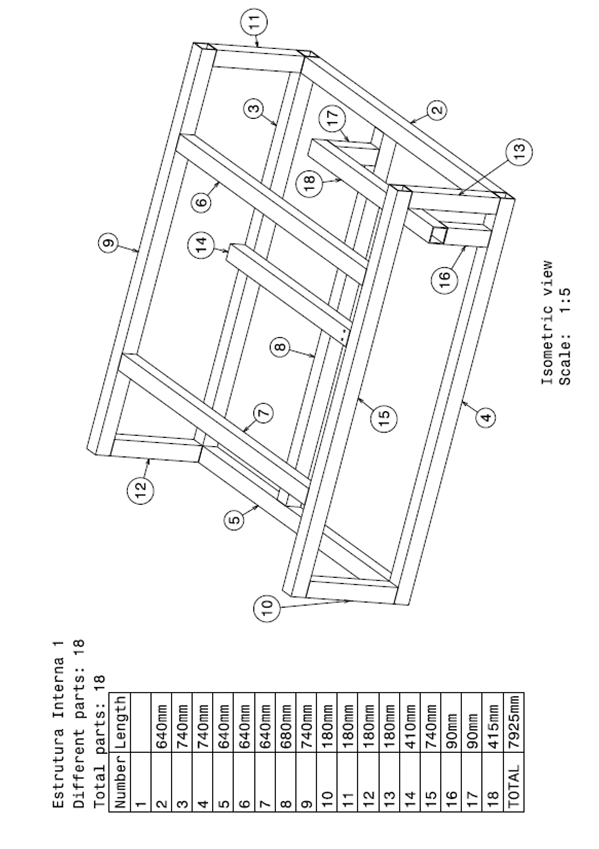 Estrutura Interna 1
Different parts: 18
Total parts: 18
Number Length
1
2 640mm
3 740mm
4 740mm
5 640mm
6 640mm
7 640mm
8 680mm
9 740mm
10 180mm
11 180mm
12 180mm
13 180mm
14 410mm
15 740mm
16 90mm
17 90mm
18 415mm
TOTAL 7925mm
11
3
2
17
13
18
6
9
14
16
8
7
15
4
12
5
10
Isometric view
Scale: 1:5